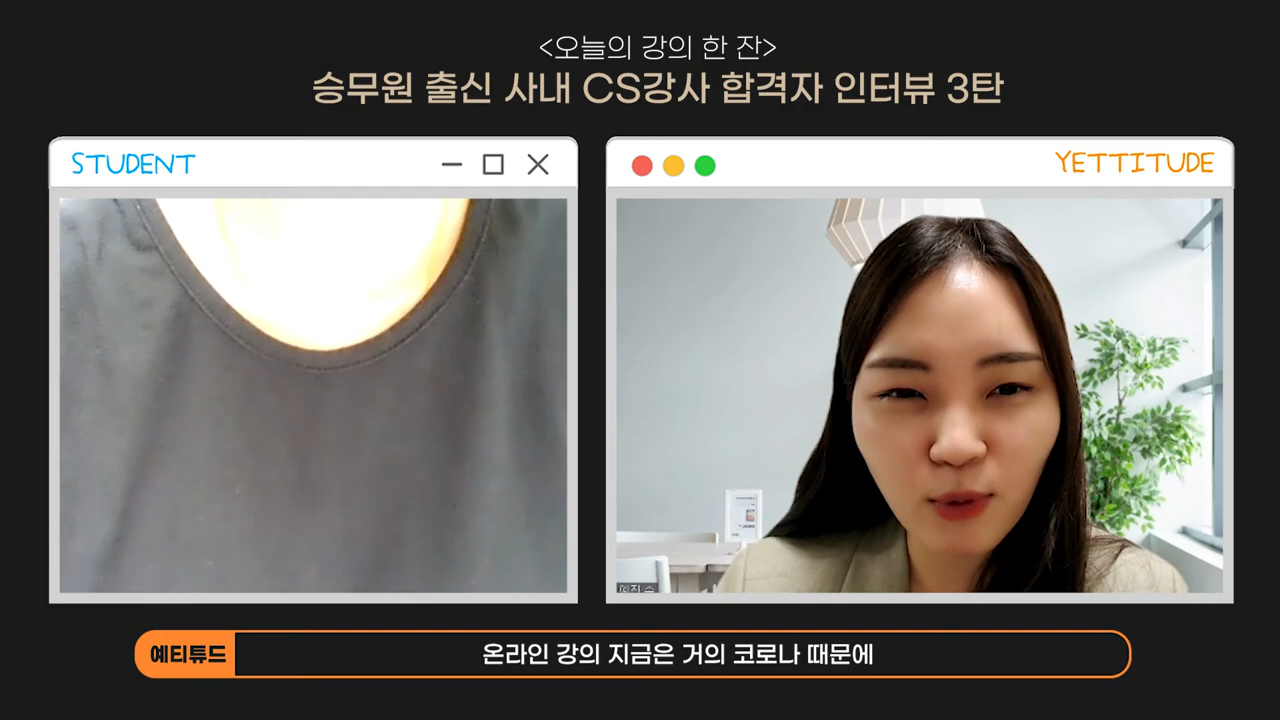 <오늘의 강의 한 잔>
승무원 출신 사내 CS강사 합격자 인터뷰 3탄
STUDENT
YETTITUDE
예티튜드
온라인 강의 지금은 거의 코로나 때문에